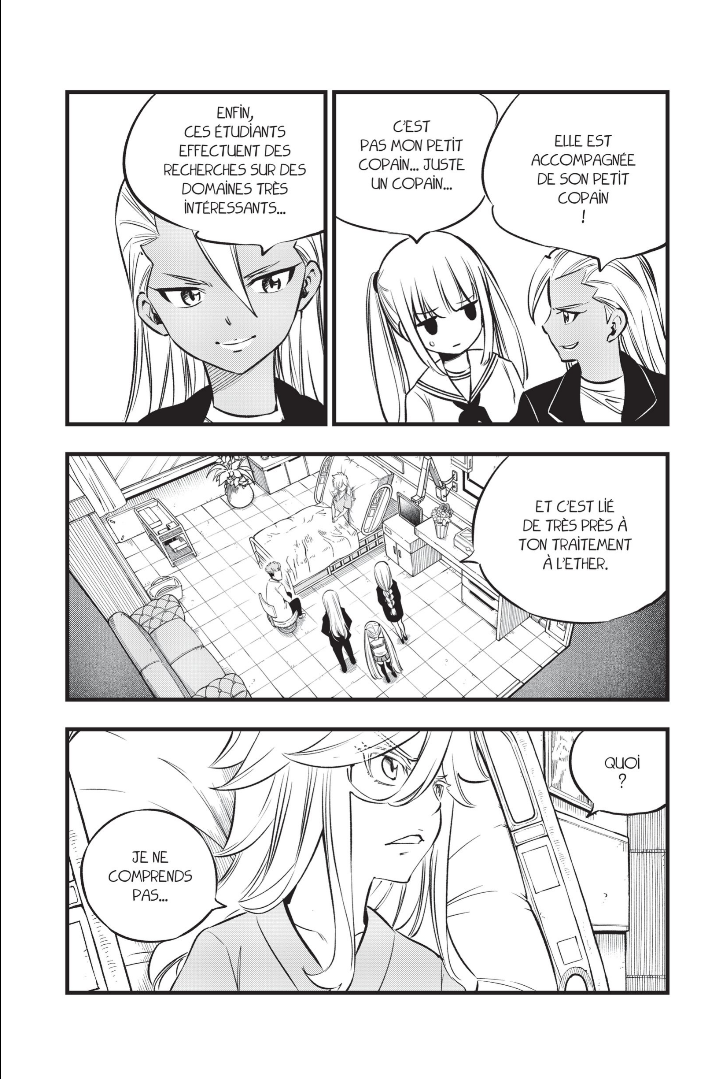 ELLE EST
ACCOMPAGNÉE
DE SON PETIT
COPAIN
!
C'EST
PAS MON PETIT
COPAIN... JUSTE
UN COPAIN...
ENFIN,
CES ÉTUDIANTS
EFFECTUENT DES
RECHERCHES SUR DES
DOMAINES TRÈS
INTÉRESSANTS...
ET C'EST LIÉ
DE TRÈS PRÈS À
TON TRAITEMENT
À L'ETHER.
QUOI
?
JE NE
COMPRENDS
PAS...